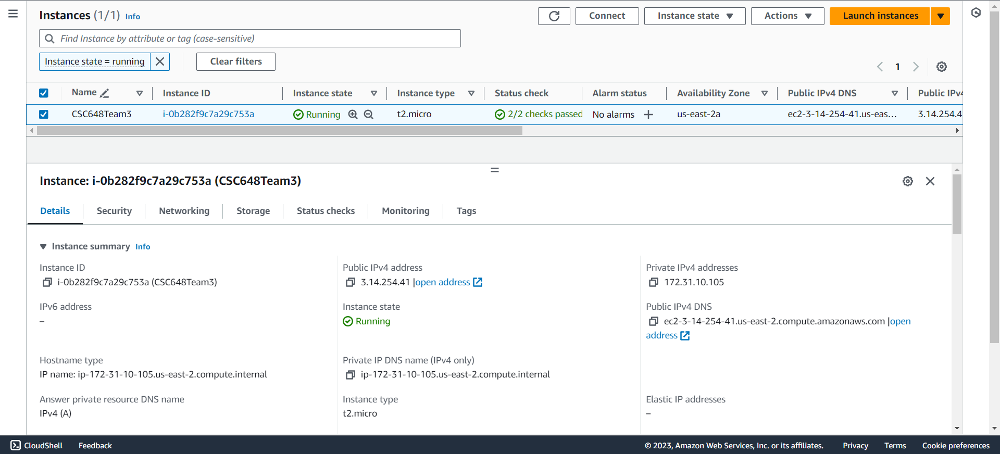 Instances (1/1) Info
Connect
Instance state
Actions
Launch instances
Find Instance by attribute or tag (case-sensitive)
Instance state = running
Clear filters
1
Name Instance ID Instance state Instance type Status check Alarm status Availability Zone Public IPv4 DNS Public IPv4
CSC648Team3 i-0b282f9c7a29c753a Running t2.micro 2/2 checks passed No alarms + us-east-2a ec2-3-14-254-41.us-eas... 3.14.254.4
Instance: i-0b282f9c7a29c753a (CSC648Team3)
Details Security Networking Storage Status checks Monitoring Tags
Instance summary Info
Instance ID
i-0b282f9c7a29c753a (CSC648Team3)
Public IPv4 address
3.14.254.41 |open address
Private IPv4 addresses
172.31.10.105
IPv6 address
–
Instance state
Running
Public IPv4 DNS
ec2-3-14-254-41.us-east-2.compute.amazonaws.com |open
address
Hostname type
IP name: ip-172-31-10-105.us-east-2.compute.internal
Private IP DNS name (IPv4 only)
ip-172-31-10-105.us-east-2.compute.internal
Answer private resource DNS name
IPv4 (A)
Instance type
t2.micro
Elastic IP addresses
–
CloudShell Feedback © 2023, Amazon Web Services, Inc. or its affiliates. Privacy Terms Cookie preferences